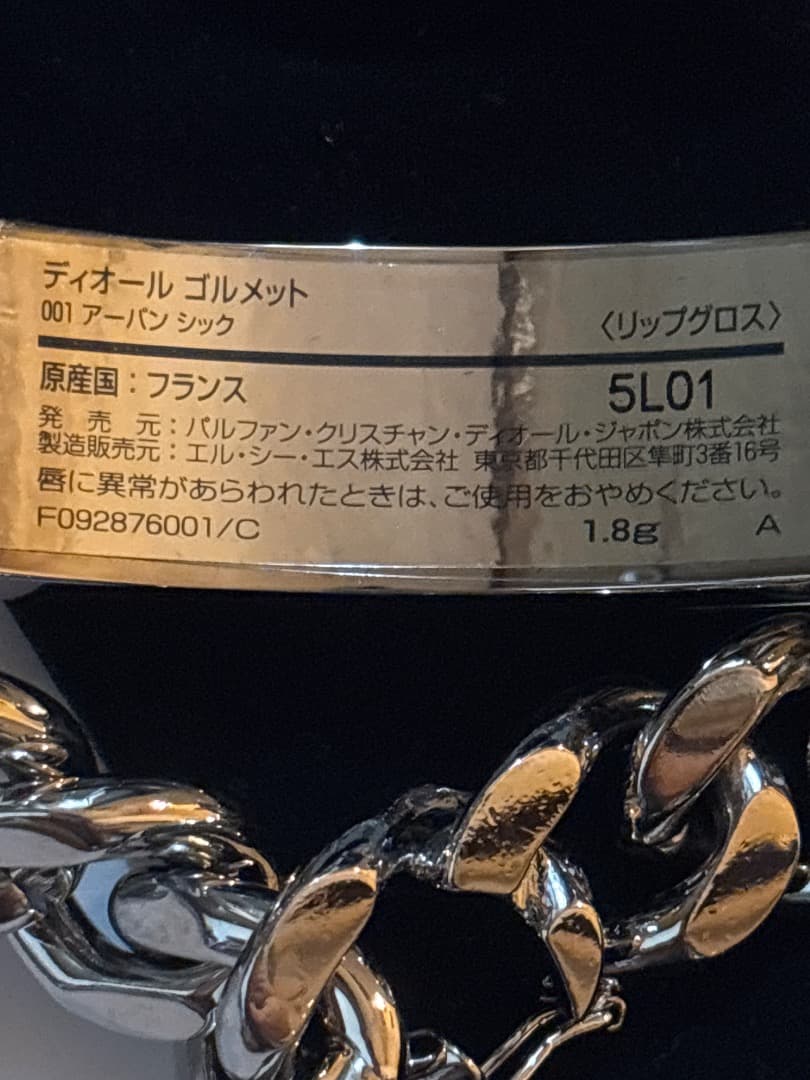 ディオール ゴルメット
001 アーバン シック 〈リップグロス〉
原産国：フランス 5L01
発売元：パルファン・クリスチャン・ディオール・ジャポン株式会社
製造販売元：エル・シー・エス株式会社 東京都千代田区隼町3番16号
唇に異常があらわれたときは、ご使用をおやめください。
F092876001/C 1.8g A